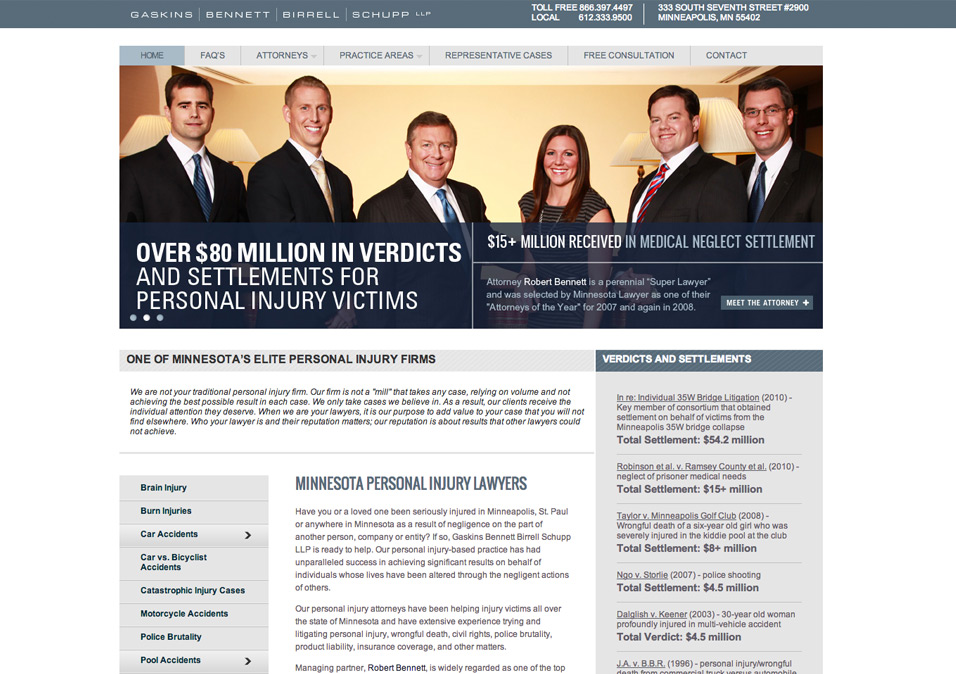 GASKINS | BENNETT | BIRRELL | SCHUPP LLP
TOLL FREE 866.397.4497
LOCAL 612.333.9500
333 SOUTH SEVENTH STREET #2900
MINNEAPOLIS, MN 55402
HOME FAQ'S ATTORNEYS PRACTICE AREAS REPRESENTATIVE CASES FREE CONSULTATION CONTACT
OVER $80 MILLION IN VERDICTS
AND SETTLEMENTS FOR
PERSONAL INJURY VICTIMS
$15+ MILLION RECEIVED IN MEDICAL NEGLECT SETTLEMENT
Attorney Robert Bennett is a perennial "Super Lawyer"
and was selected by Minnesota Lawyer as one of their
"Attorneys of the Year" for 2007 and again in 2008.
MEET THE ATTORNEY +
ONE OF MINNESOTA'S ELITE PERSONAL INJURY FIRMS
We are not your traditional personal injury firm. Our firm is not a "mill" that takes any case, relying on volume and not
achieving the best possible result in each case. We only take cases we believe in. As a result, our clients receive the
individual attention they deserve. When we are your lawyers, it is our purpose to add value to your case that you will not
find elsewhere. Who your lawyer is and their reputation matters; our reputation is about results that other lawyers could
not achieve.
Brain Injury
Burn Injuries
Car Accidents
Car vs. Bicyclist
Accidents
Catastrophic Injury Cases
Motorcycle Accidents
Police Brutality
Pool Accidents
MINNESOTA PERSONAL INJURY LAWYERS
Have you or a loved one been seriously injured in Minneapolis, St. Paul
or anywhere in Minnesota as a result of negligence on the part of
another person, company or entity? If so, Gaskins Bennett Birrell Schupp
LLP is ready to help. Our personal injury-based practice has had
unparalleled success in achieving significant results on behalf of
individuals whose lives have been altered through the negligent actions
of others.
Our personal injury attorneys have been helping injury victims all over
the state of Minnesota and have extensive experience trying and
litigating personal injury, wrongful death, civil rights, police brutality,
product liability, insurance coverage, and other matters.
Managing partner, Robert Bennett, is widely regarded as one of the top
VERDICTS AND SETTLEMENTS
In re: Individual 35W Bridge Litigation (2010) -
Key member of consortium that obtained
settlement on behalf of victims from the
Minneapolis 35W bridge collapse
Total Settlement: $54.2 million
Robinson et al. v. Ramsey County et al. (2010) -
neglect of prisoner medical needs
Total Settlement: $15+ million
Taylor v. Minneapolis Golf Club (2008) -
Wrongful death of a six-year old girl who was
severely injured in the kiddie pool at the club
Total Settlement: $8+ million
Ngo v. Storlie (2007) - police shooting
Total Settlement: $4.5 million
Dalglish v. Keener (2003) - 30-year old woman
profoundly injured in multi-vehicle accident
Total Verdict: $4.5 million
J.A. v. B.B.R. (1996) - personal injury/wrongful
death from commercial truck versus automobile